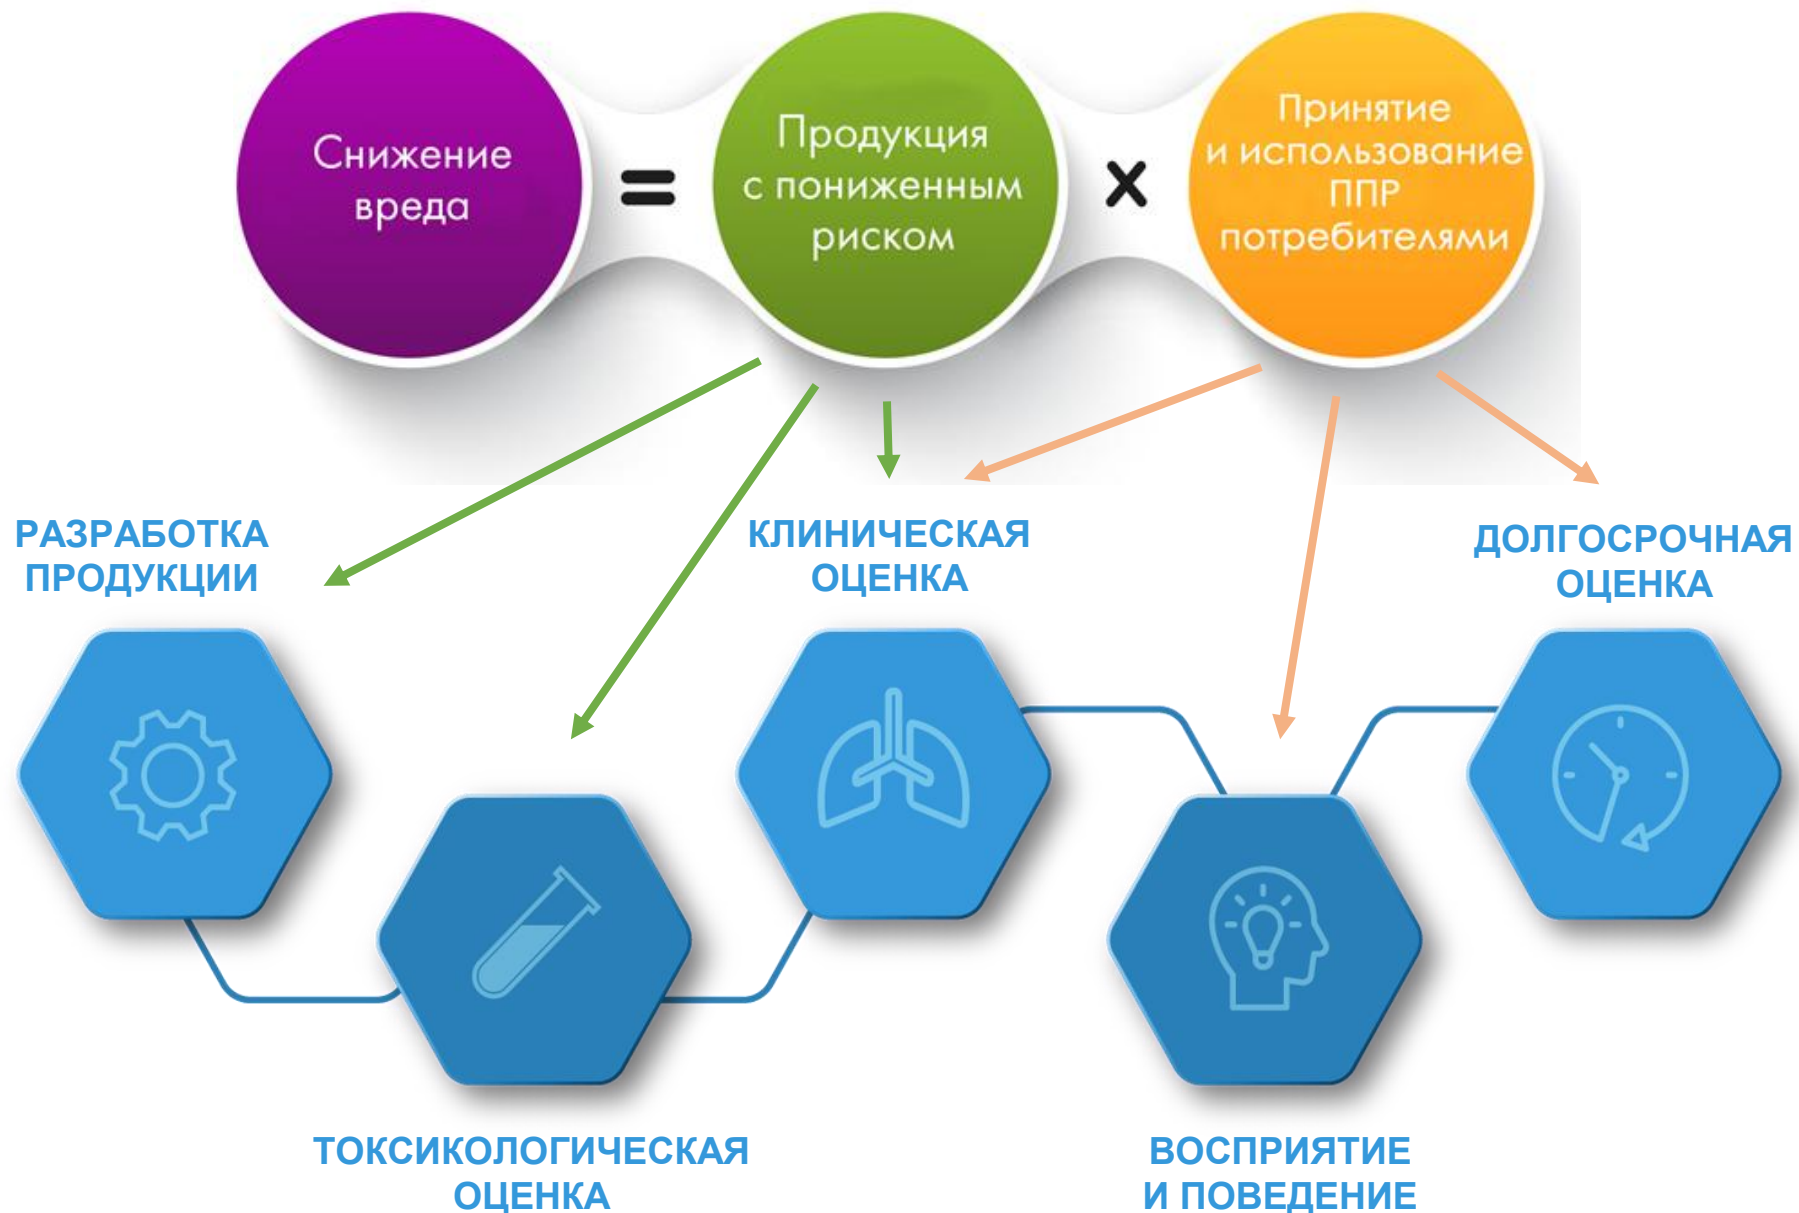 Снижение
вреда
=
Продукция
с пониженным
риском
x
Принятие
и использование
ППР
потребителями
РАЗРАБОТКА
ПРОДУКЦИИ
КЛИНИЧЕСКАЯ
ОЦЕНКА
ДОЛГОСРОЧНАЯ
ОЦЕНКА
ТОКСИКОЛОГИЧЕСКАЯ
ОЦЕНКА
ВОСПРИЯТИЕ
И ПОВЕДЕНИЕ